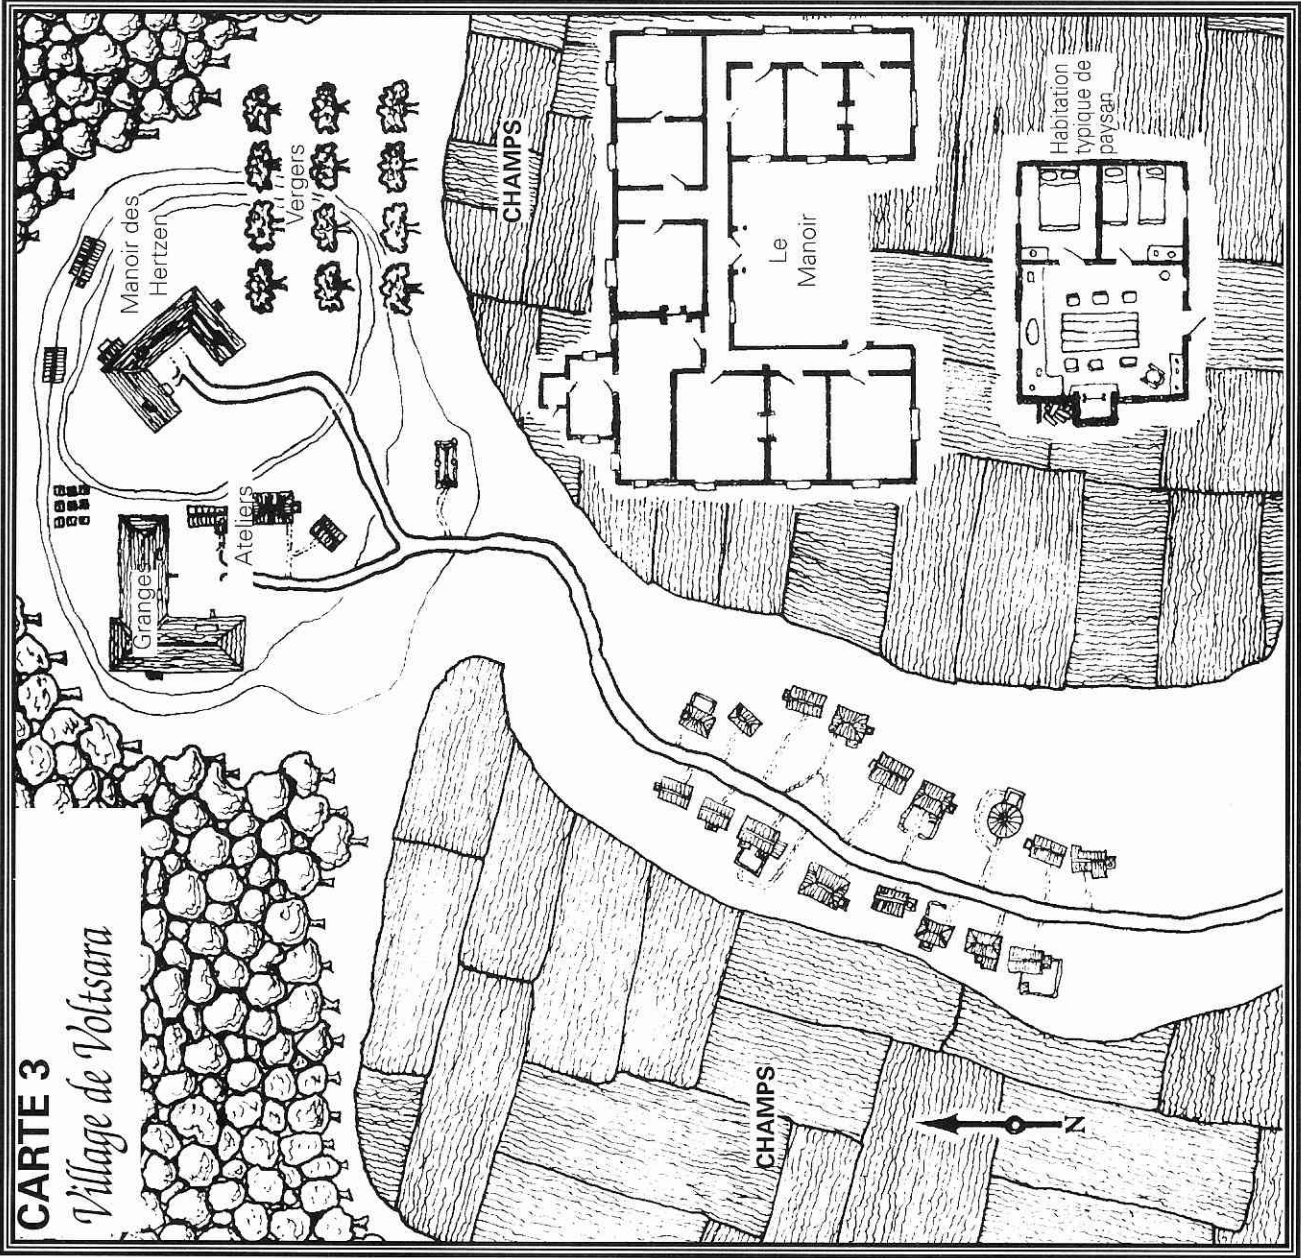 CARTE 3
Village de Voltsara
Manoir des
Hertzen
Vergers
Granges
Ateliers
CHAMPS
Le
Manoir
Habitation
typique de
paysan
CHAMPS
N